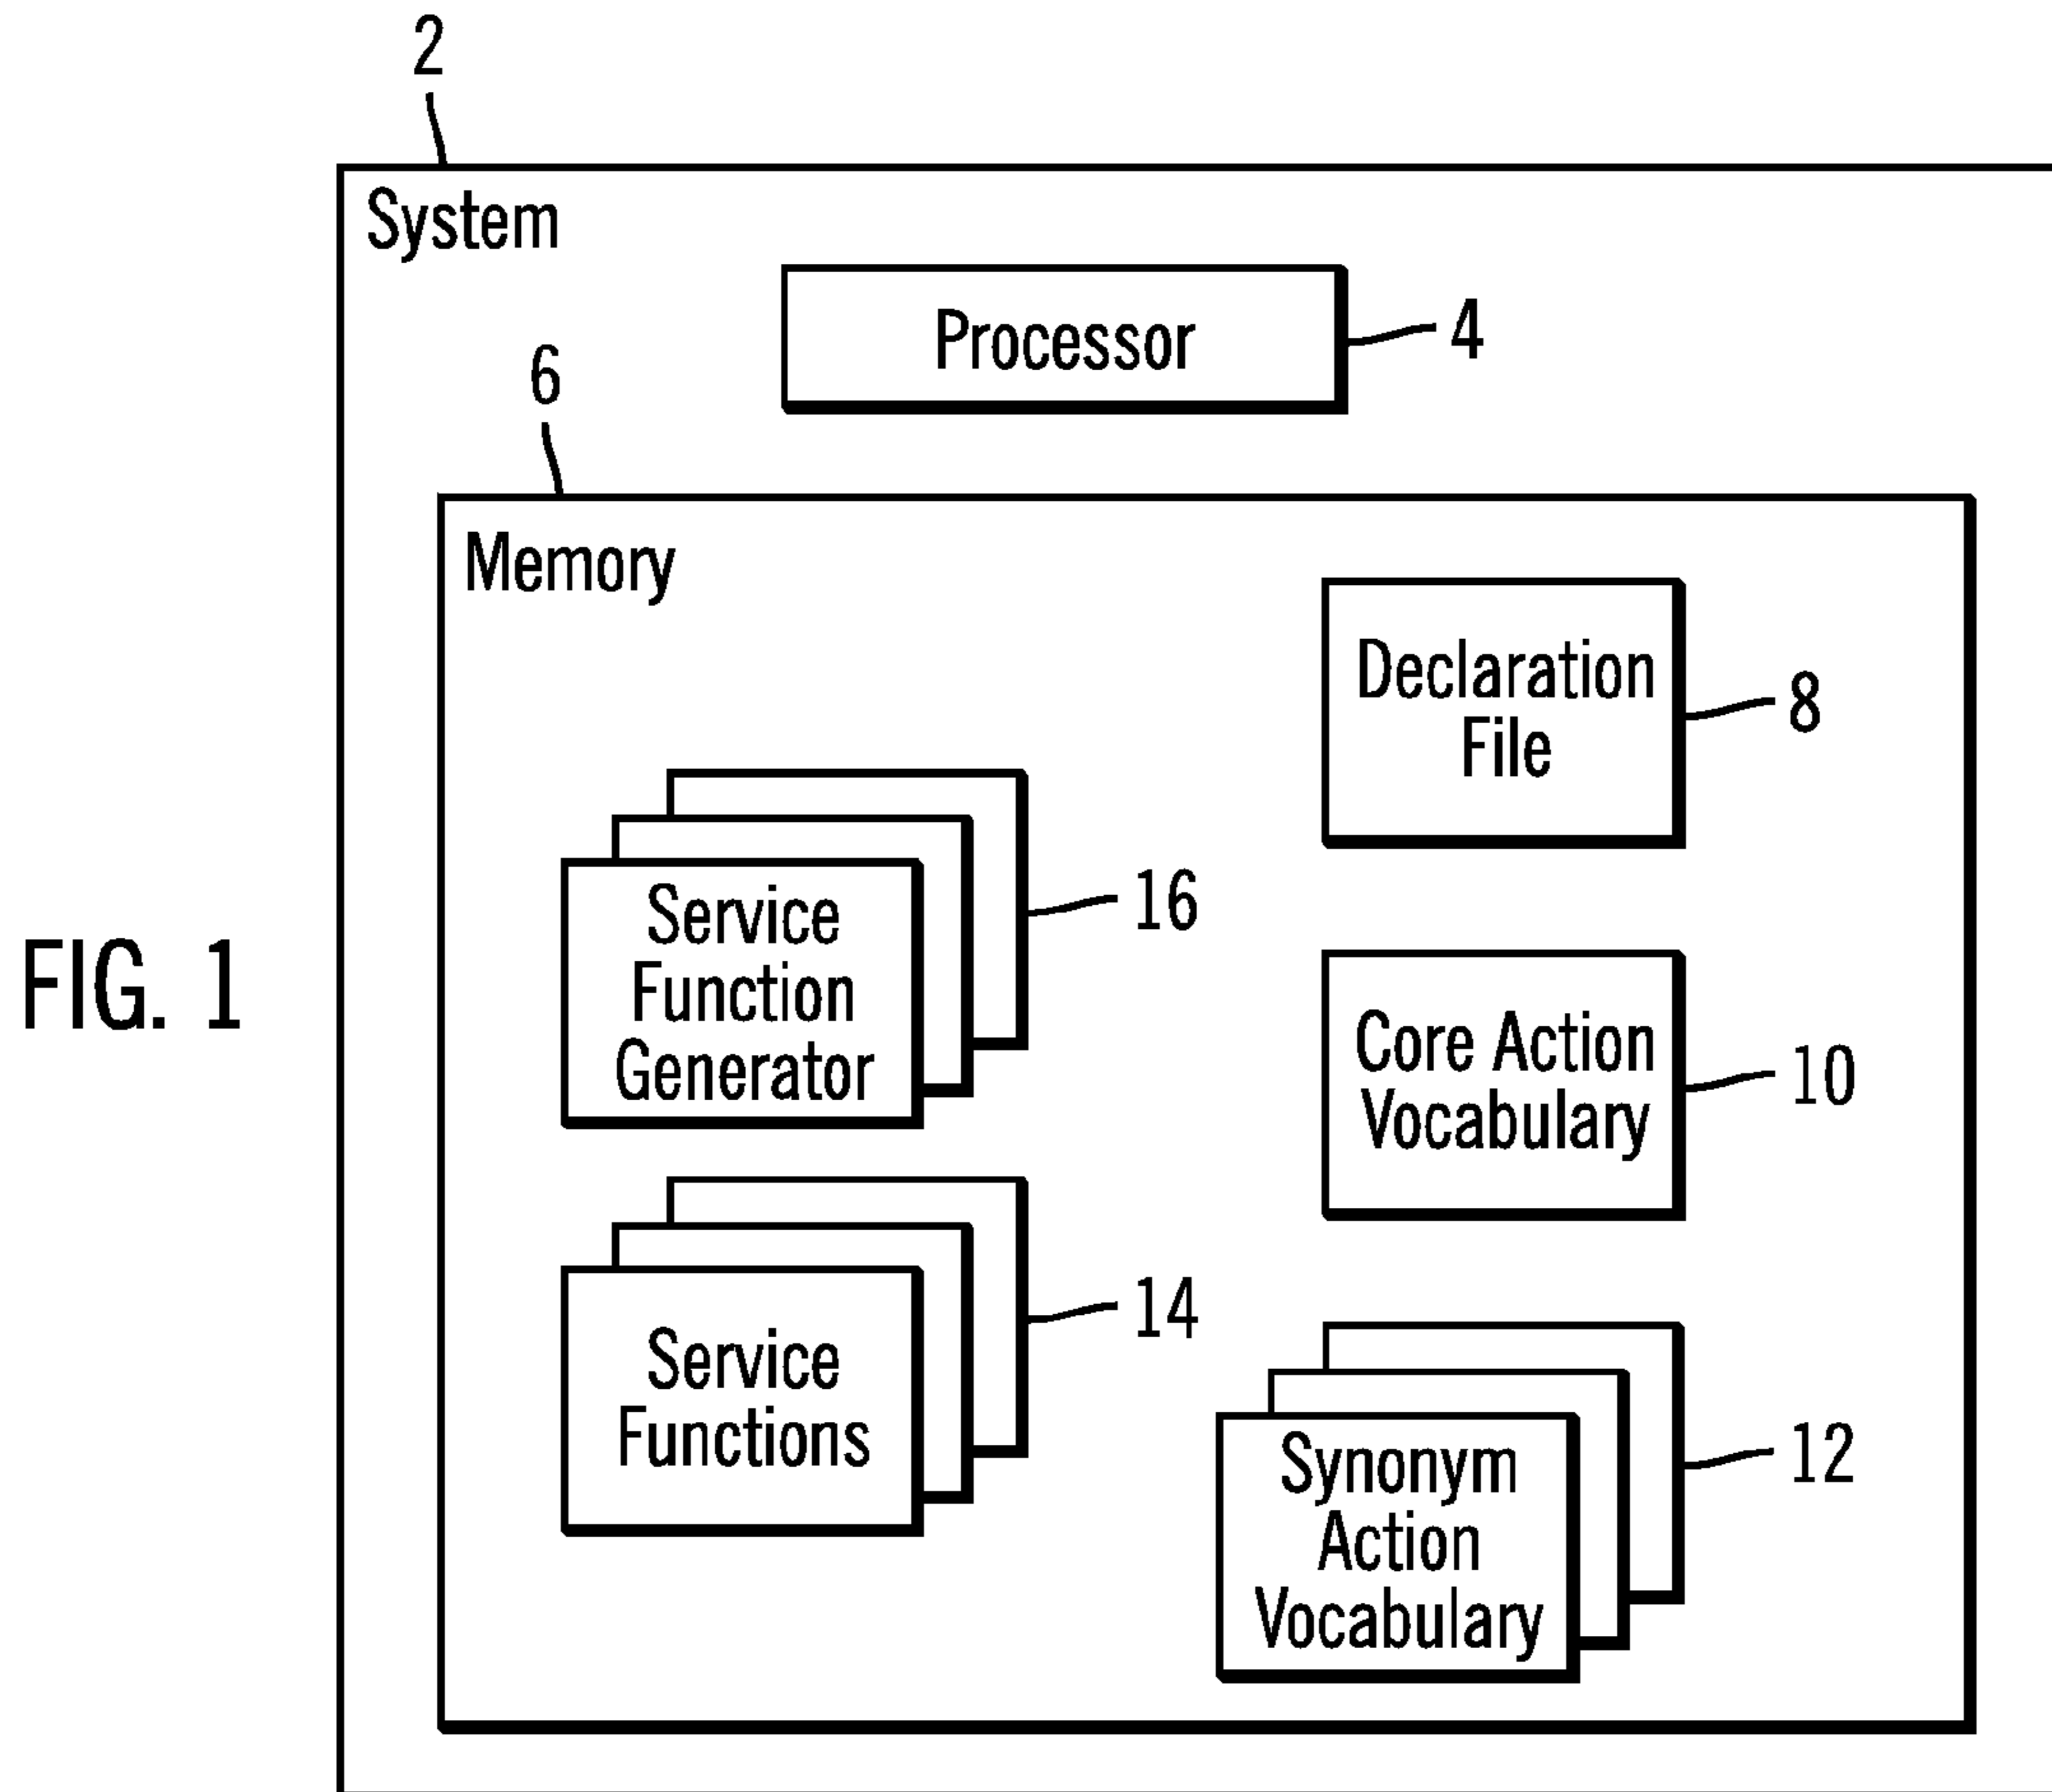 2
System
Processor
4
6
Memory
Declaration
File
8
Service
Function
Generator
16
FIG. 1
Core Action
Vocabulary
10
Service
Functions
14
Synonym
Action
Vocabulary
12